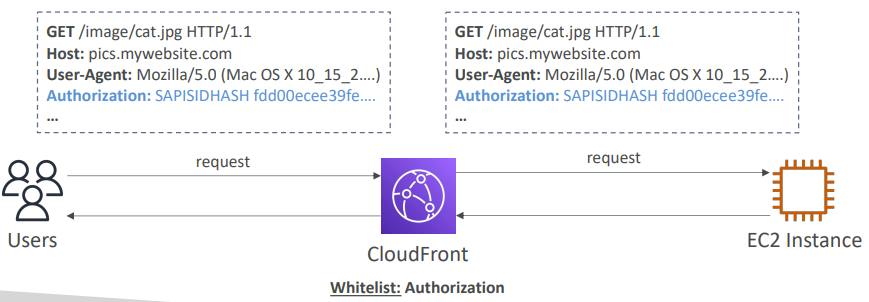 GET /image/cat.jpg HTTP/1.1
Host: pics.mywebsite.com
User-Agent: Mozilla/5.0 (Mac OS X 10_15_2....)
Authorization: SAPISIDHASH fdd00ecee39fe....
...
GET /image/cat.jpg HTTP/1.1
Host: pics.mywebsite.com
User-Agent: Mozilla/5.0 (Mac OS X 10_15_2....)
Authorization: SAPISIDHASH fdd00ecee39fe....
...
request
request
Users
CloudFront
EC2 Instance
Whitelist: Authorization